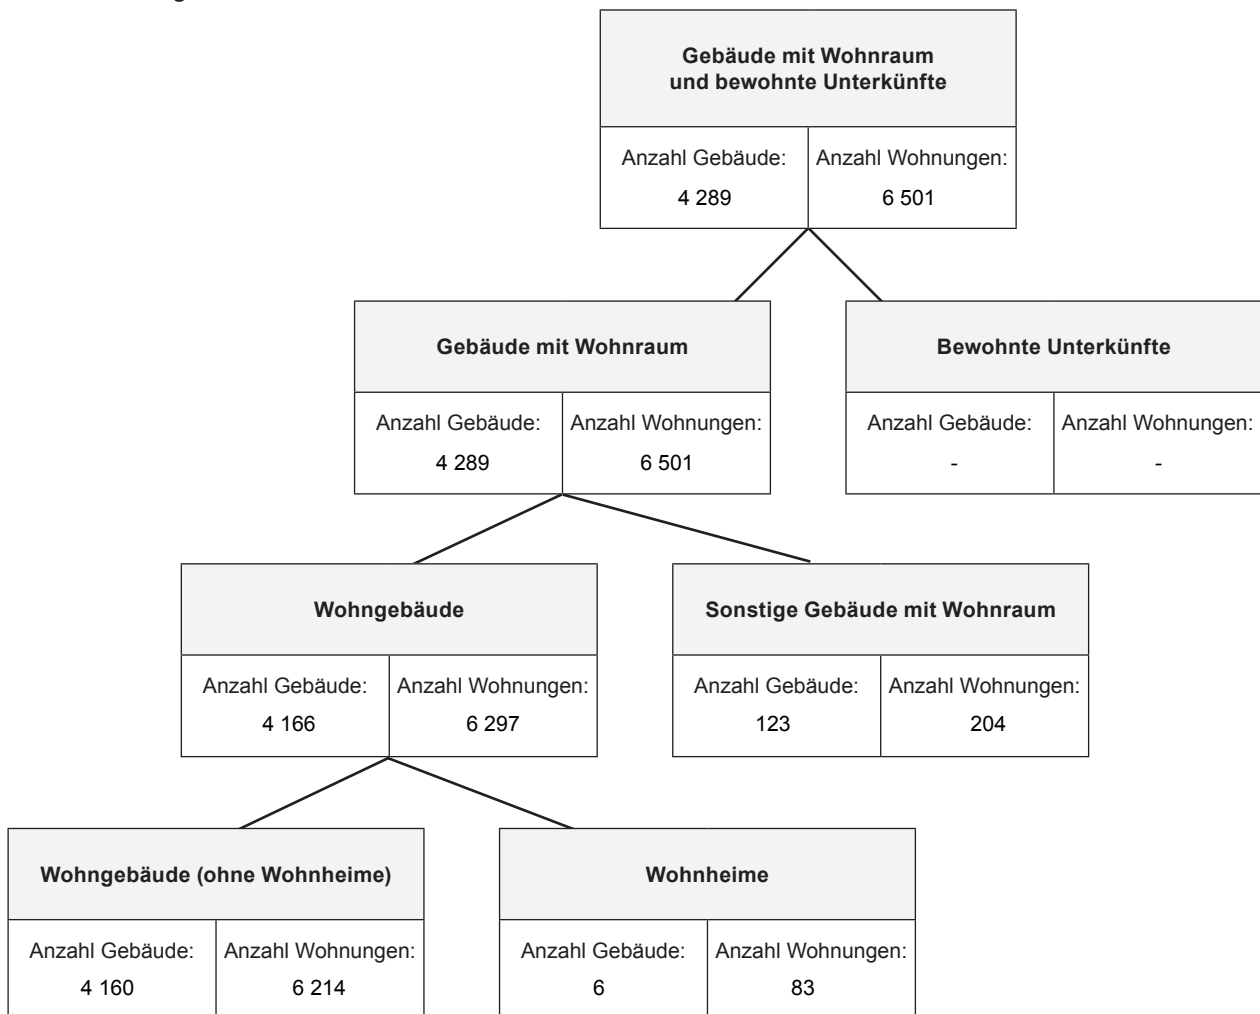 Gebäude mit Wohnraum
und bewohnte Unterkünfte
Anzahl Gebäude: Anzahl Wohnungen:
4 289 6 501
Gebäude mit Wohnraum Bewohnte Unterkünfte
Anzahl Gebäude: Anzahl Wohnungen: Anzahl Gebäude: Anzahl Wohnungen:
4 289 6 501 - -
Wohngebäude Sonstige Gebäude mit Wohnraum
Anzahl Gebäude: Anzahl Wohnungen: Anzahl Gebäude: Anzahl Wohnungen:
4 166 6 297 123 204
Wohngebäude (ohne Wohnheime) Wohnheime
Anzahl Gebäude: Anzahl Wohnungen: Anzahl Gebäude: Anzahl Wohnungen:
4 160 6 214 6 83